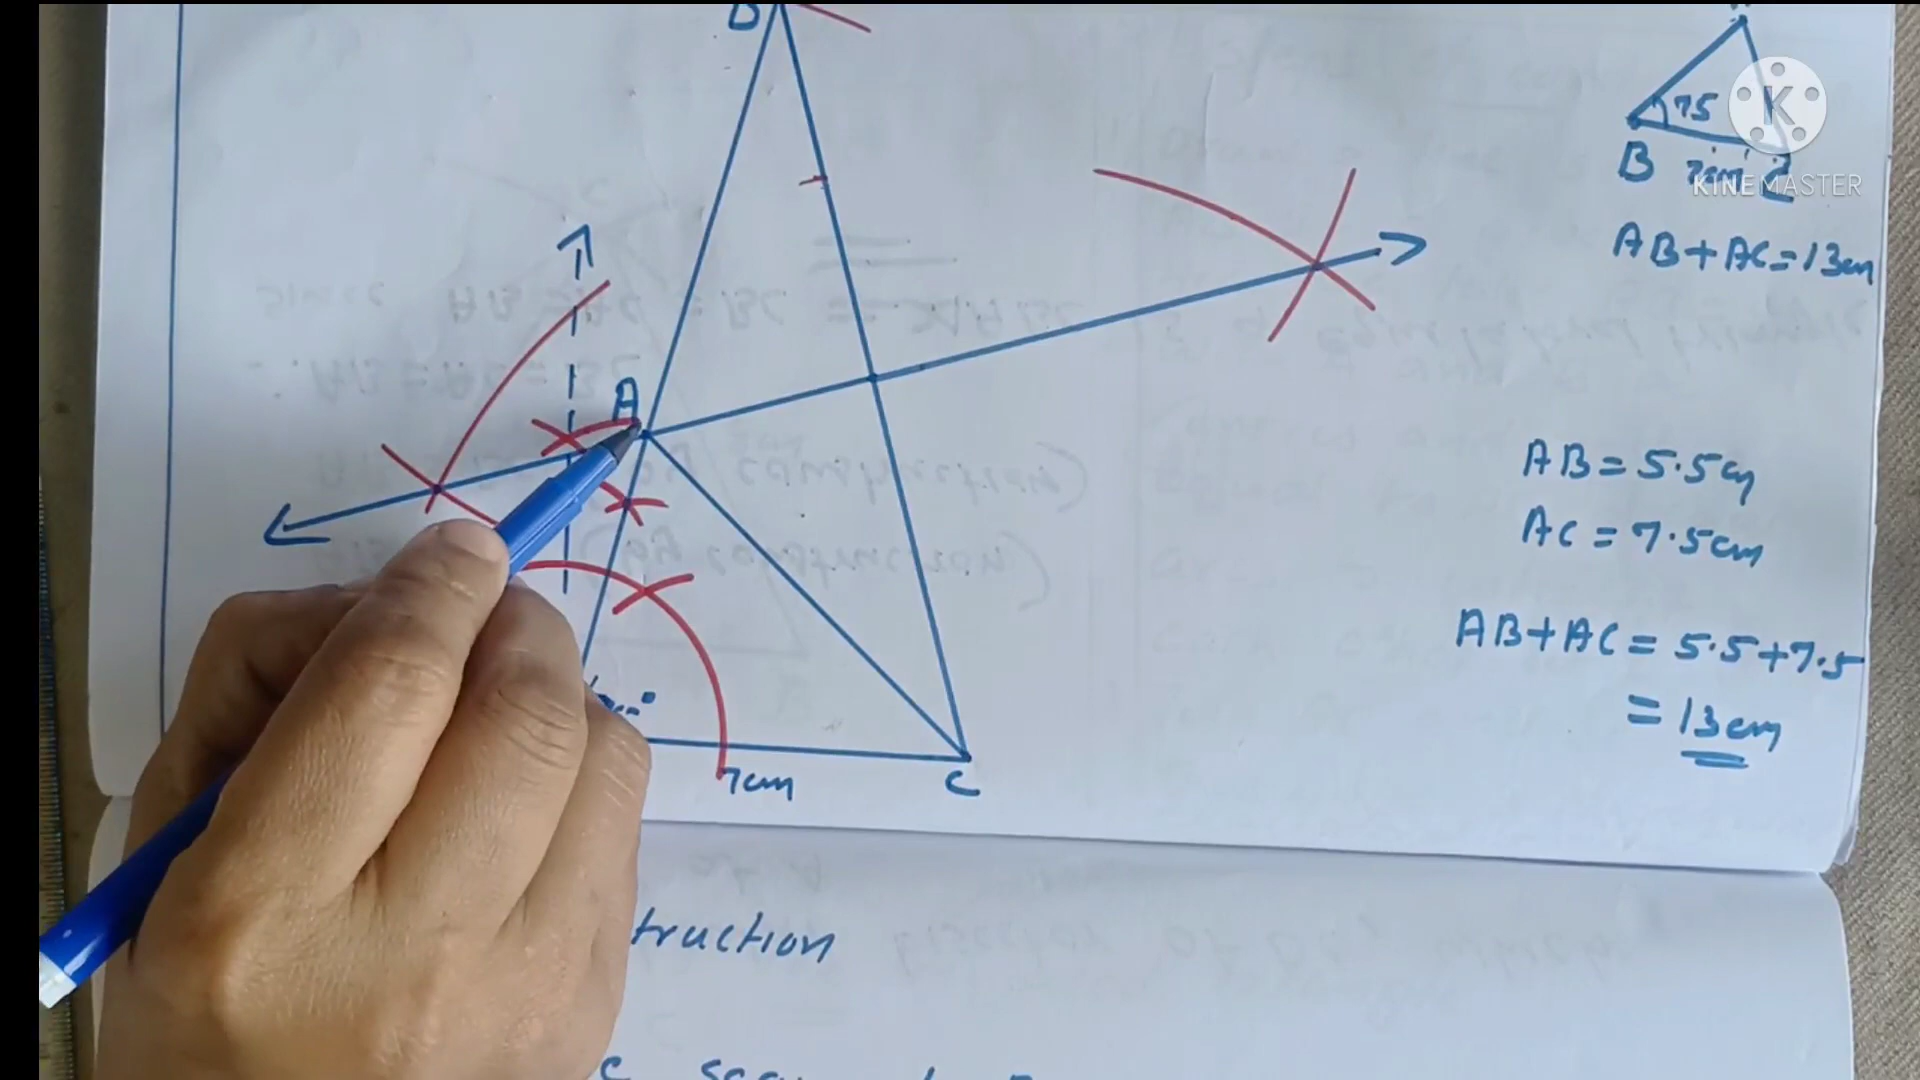 D
75
B 7cm C
KINEMASTER
AB+AC=13cm
A
AB = 5.5cm
AC = 7.5cm
AB+AC = 5.5+7.5
= 13cm
7cm
C
truction